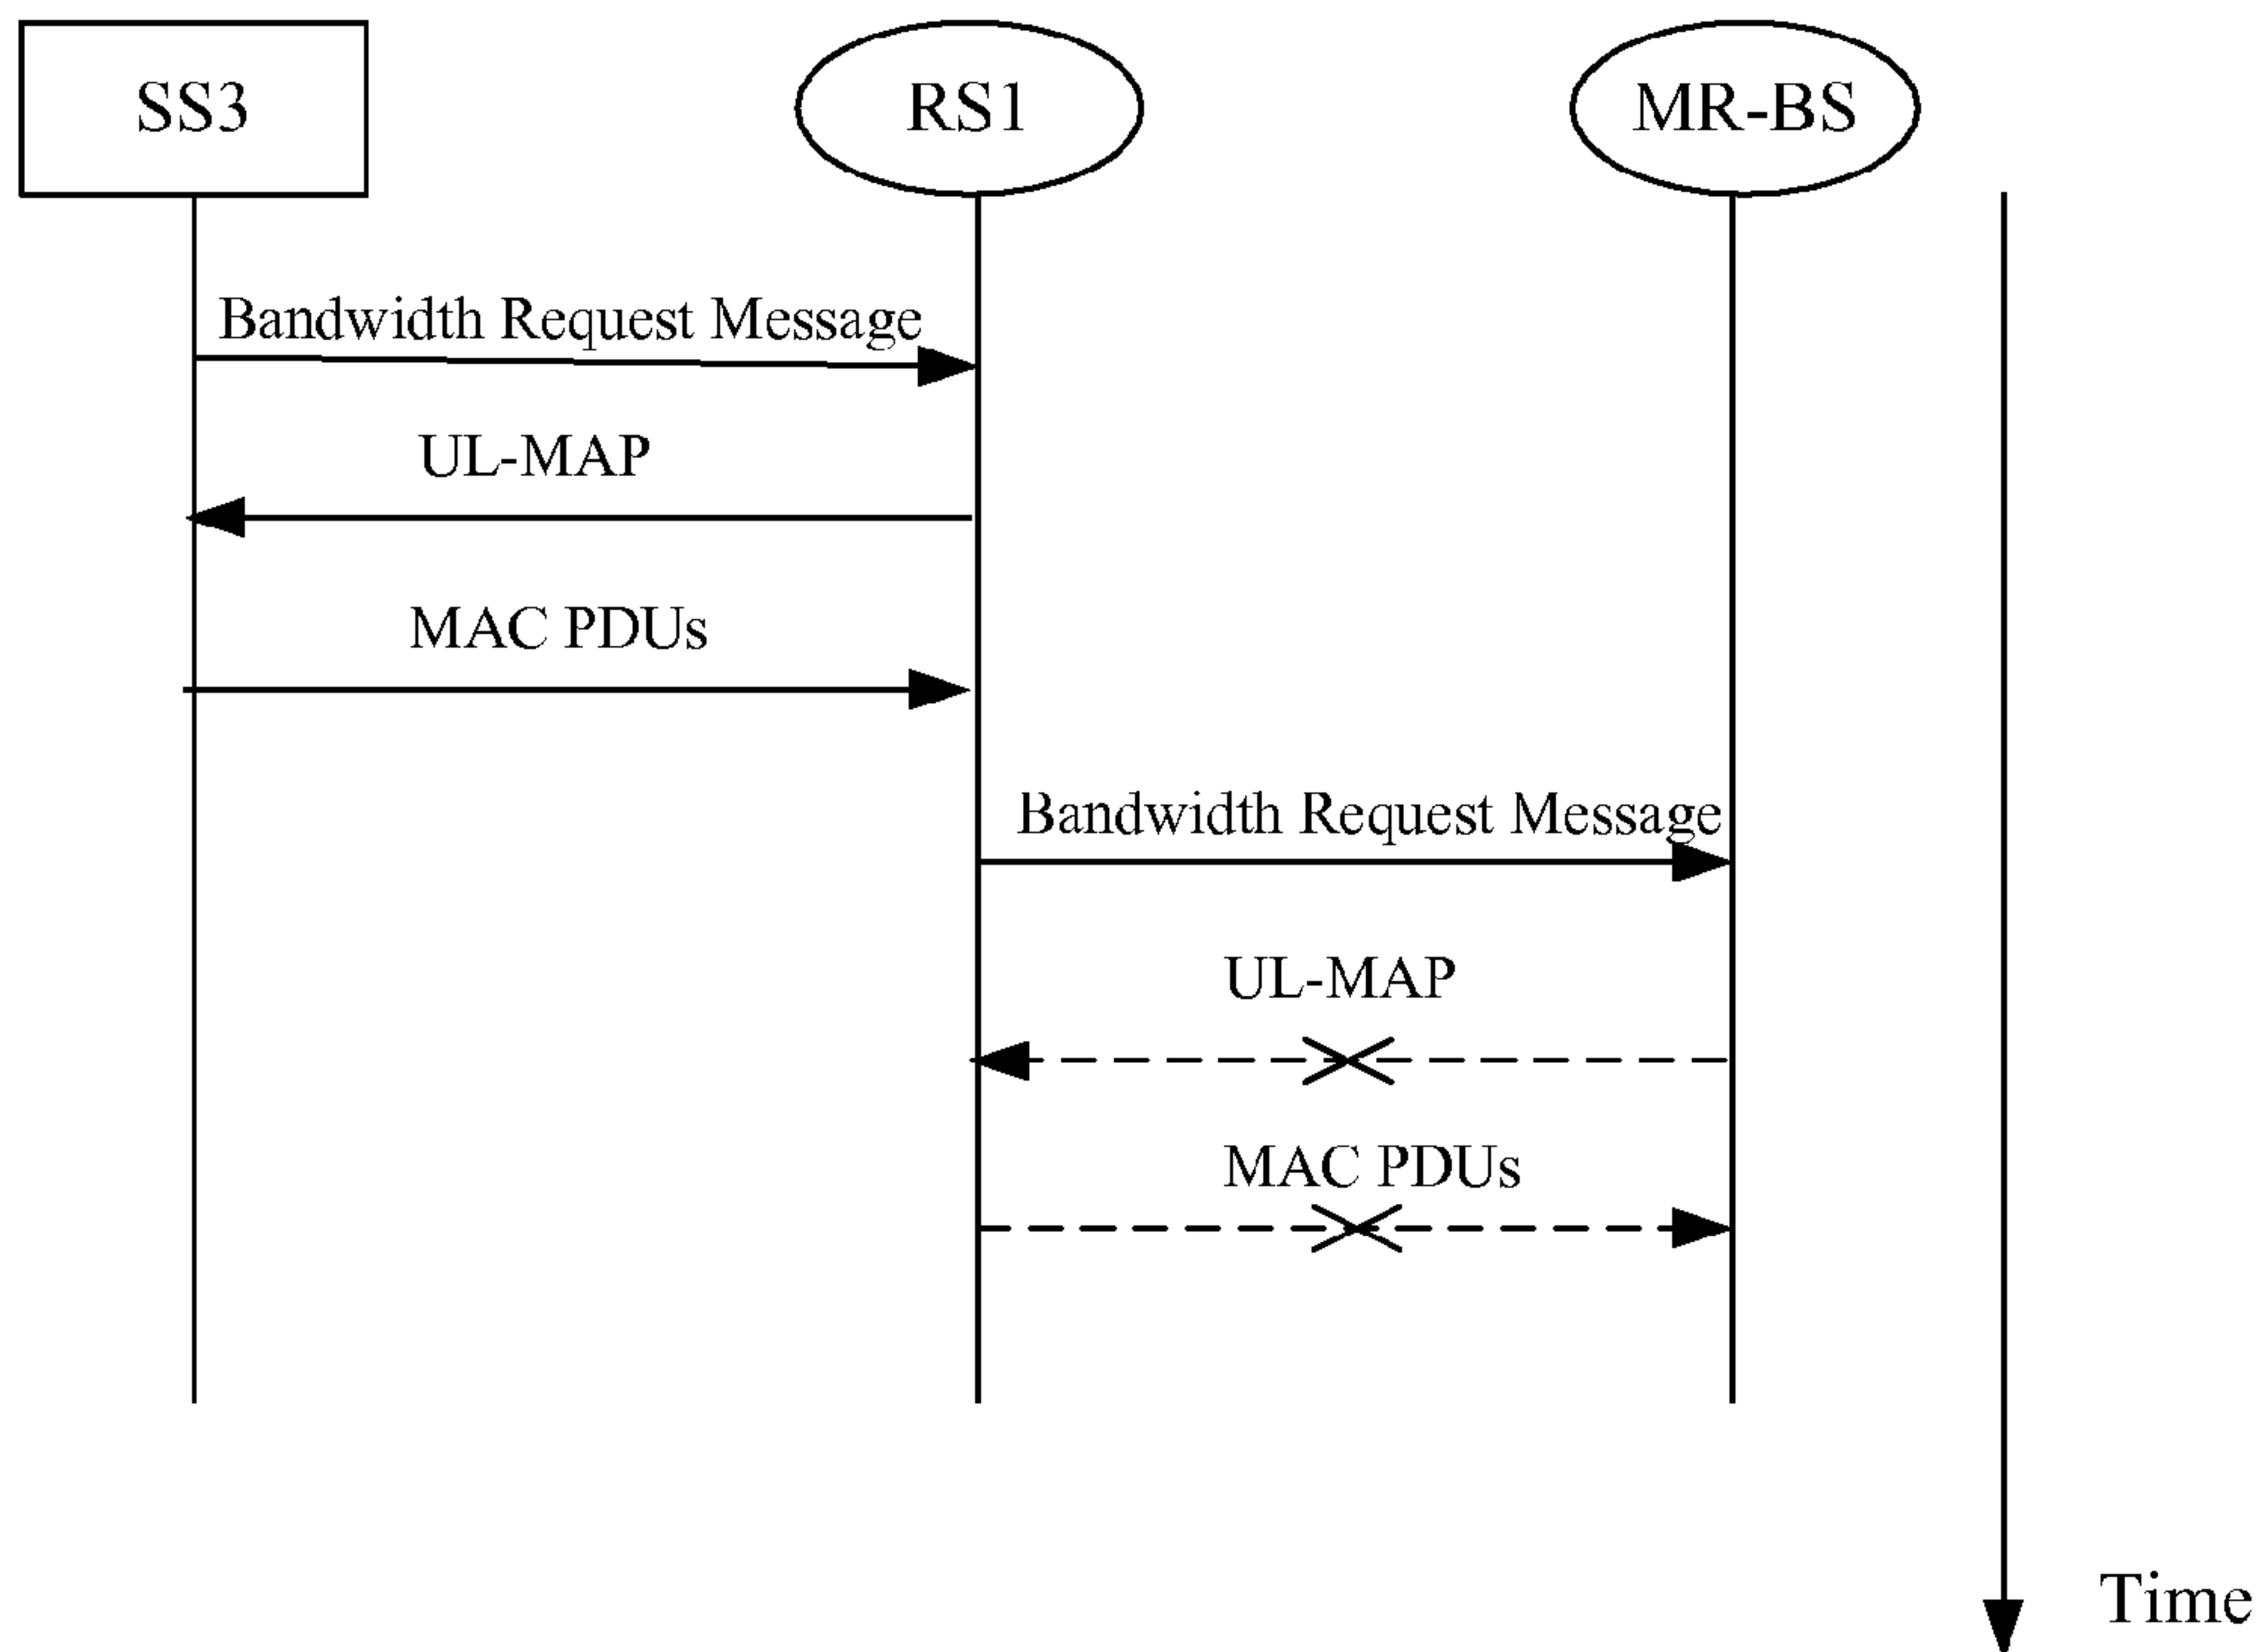 SS3
RS1
MR-BS
Bandwidth Request Message
UL-MAP
MAC PDUs
Bandwidth Request Message
UL-MAP
MAC PDUs
Time